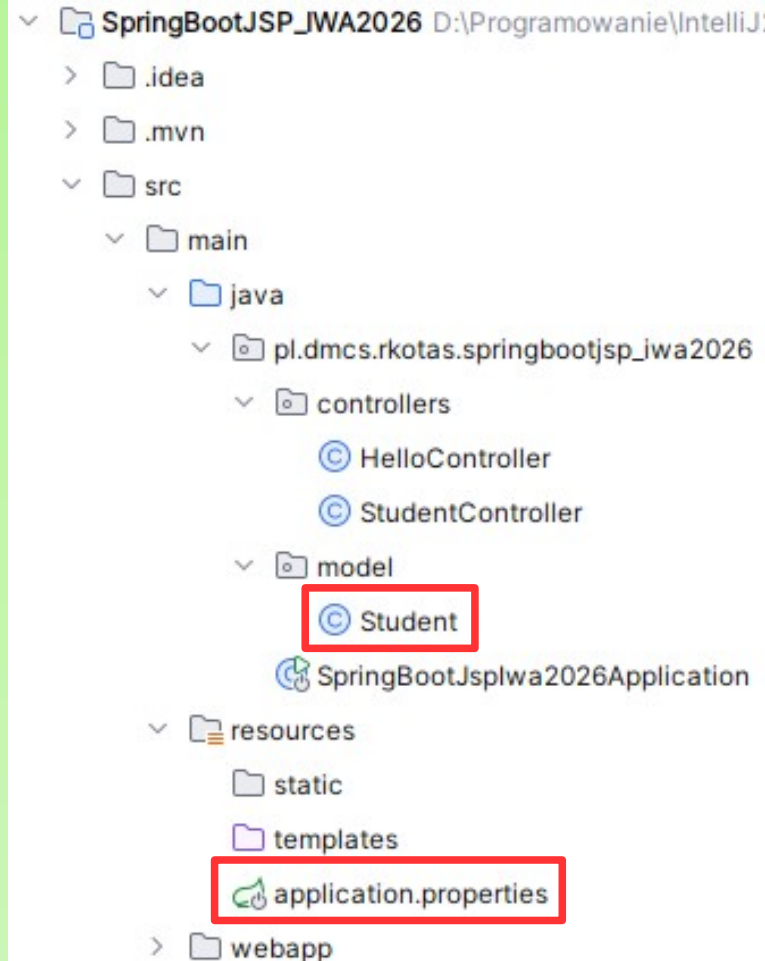 SpringBootJSP_IWA2026 D:\Programowanie\IntelliJ
.idea
.mvn
src
main
java
pl.dmcs.rkotas.springbootjsp_iwa2026
controllers
HelloController
StudentController
model
Student
SpringBootJspIwa2026Application
resources
static
templates
application.properties
webapp